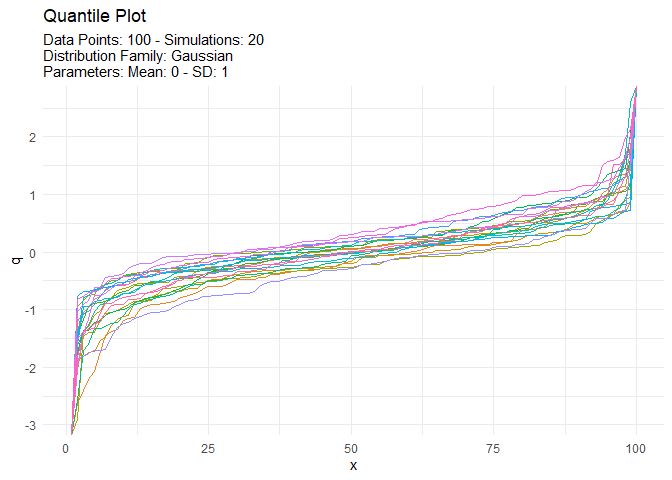 Quantile Plot
Data Points: 100 - Simulations: 20
Distribution Family: Gaussian
Parameters: Mean: 0 - SD: 1
2
1
0
-1
-2
-3
q
0 25 50 75 100
x